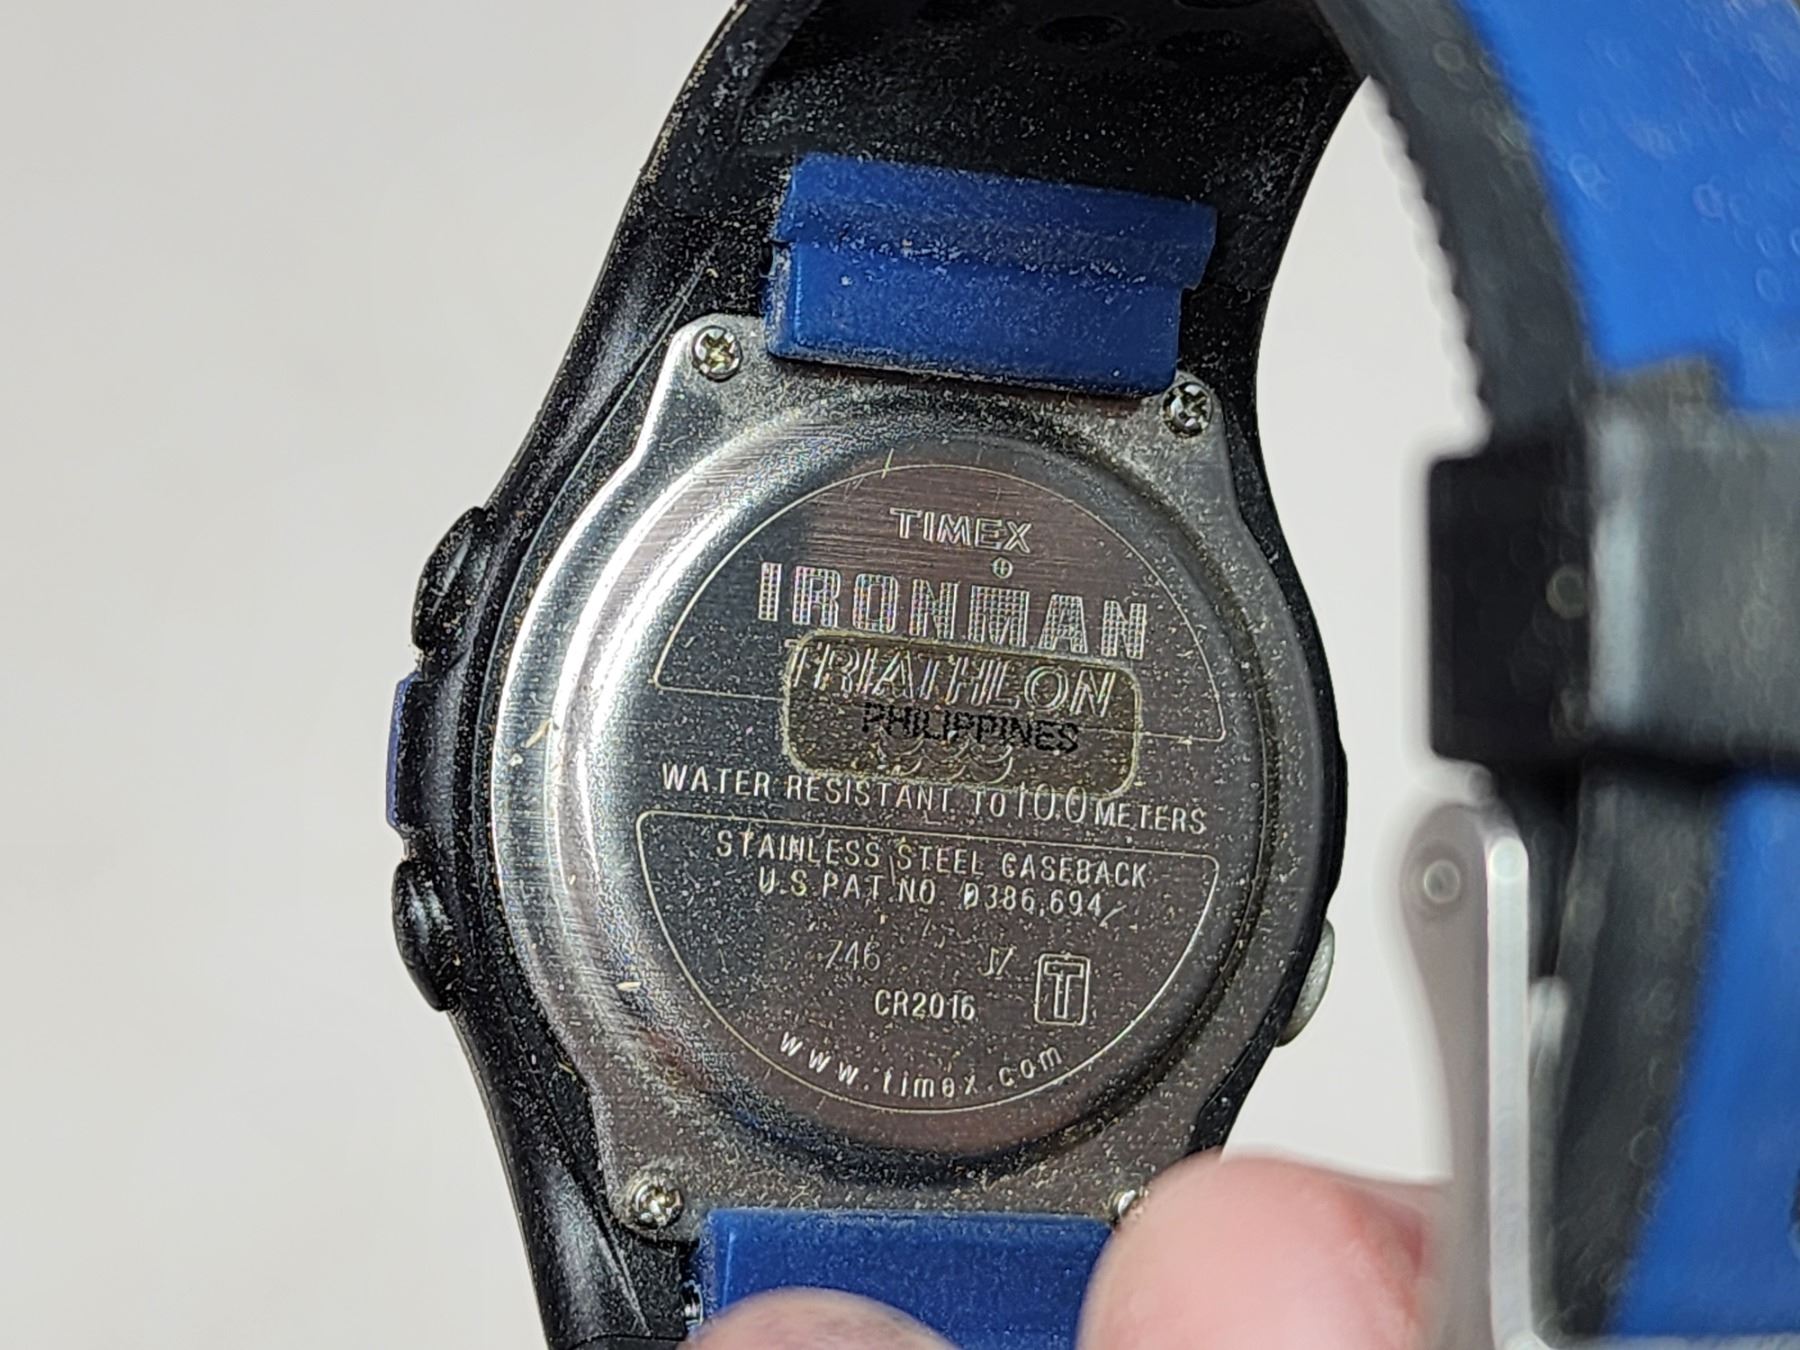 TIMEX
IRONMAN
TRIATHLON
PHILIPPINES
WATER RESISTANT TO 100 METERS
STAINLESS STEEL CASEBACK
U.S. PAT. NO. D386,694
746 J7 T
CR2016
www.timex.com